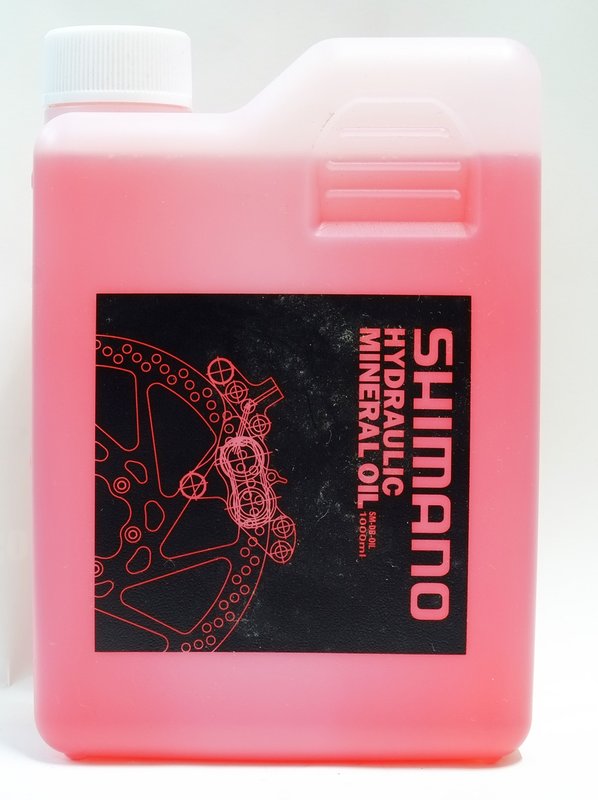 SHIMANO
HYDRAULIC
MINERAL OIL
SM-DB-OIL
1000ml